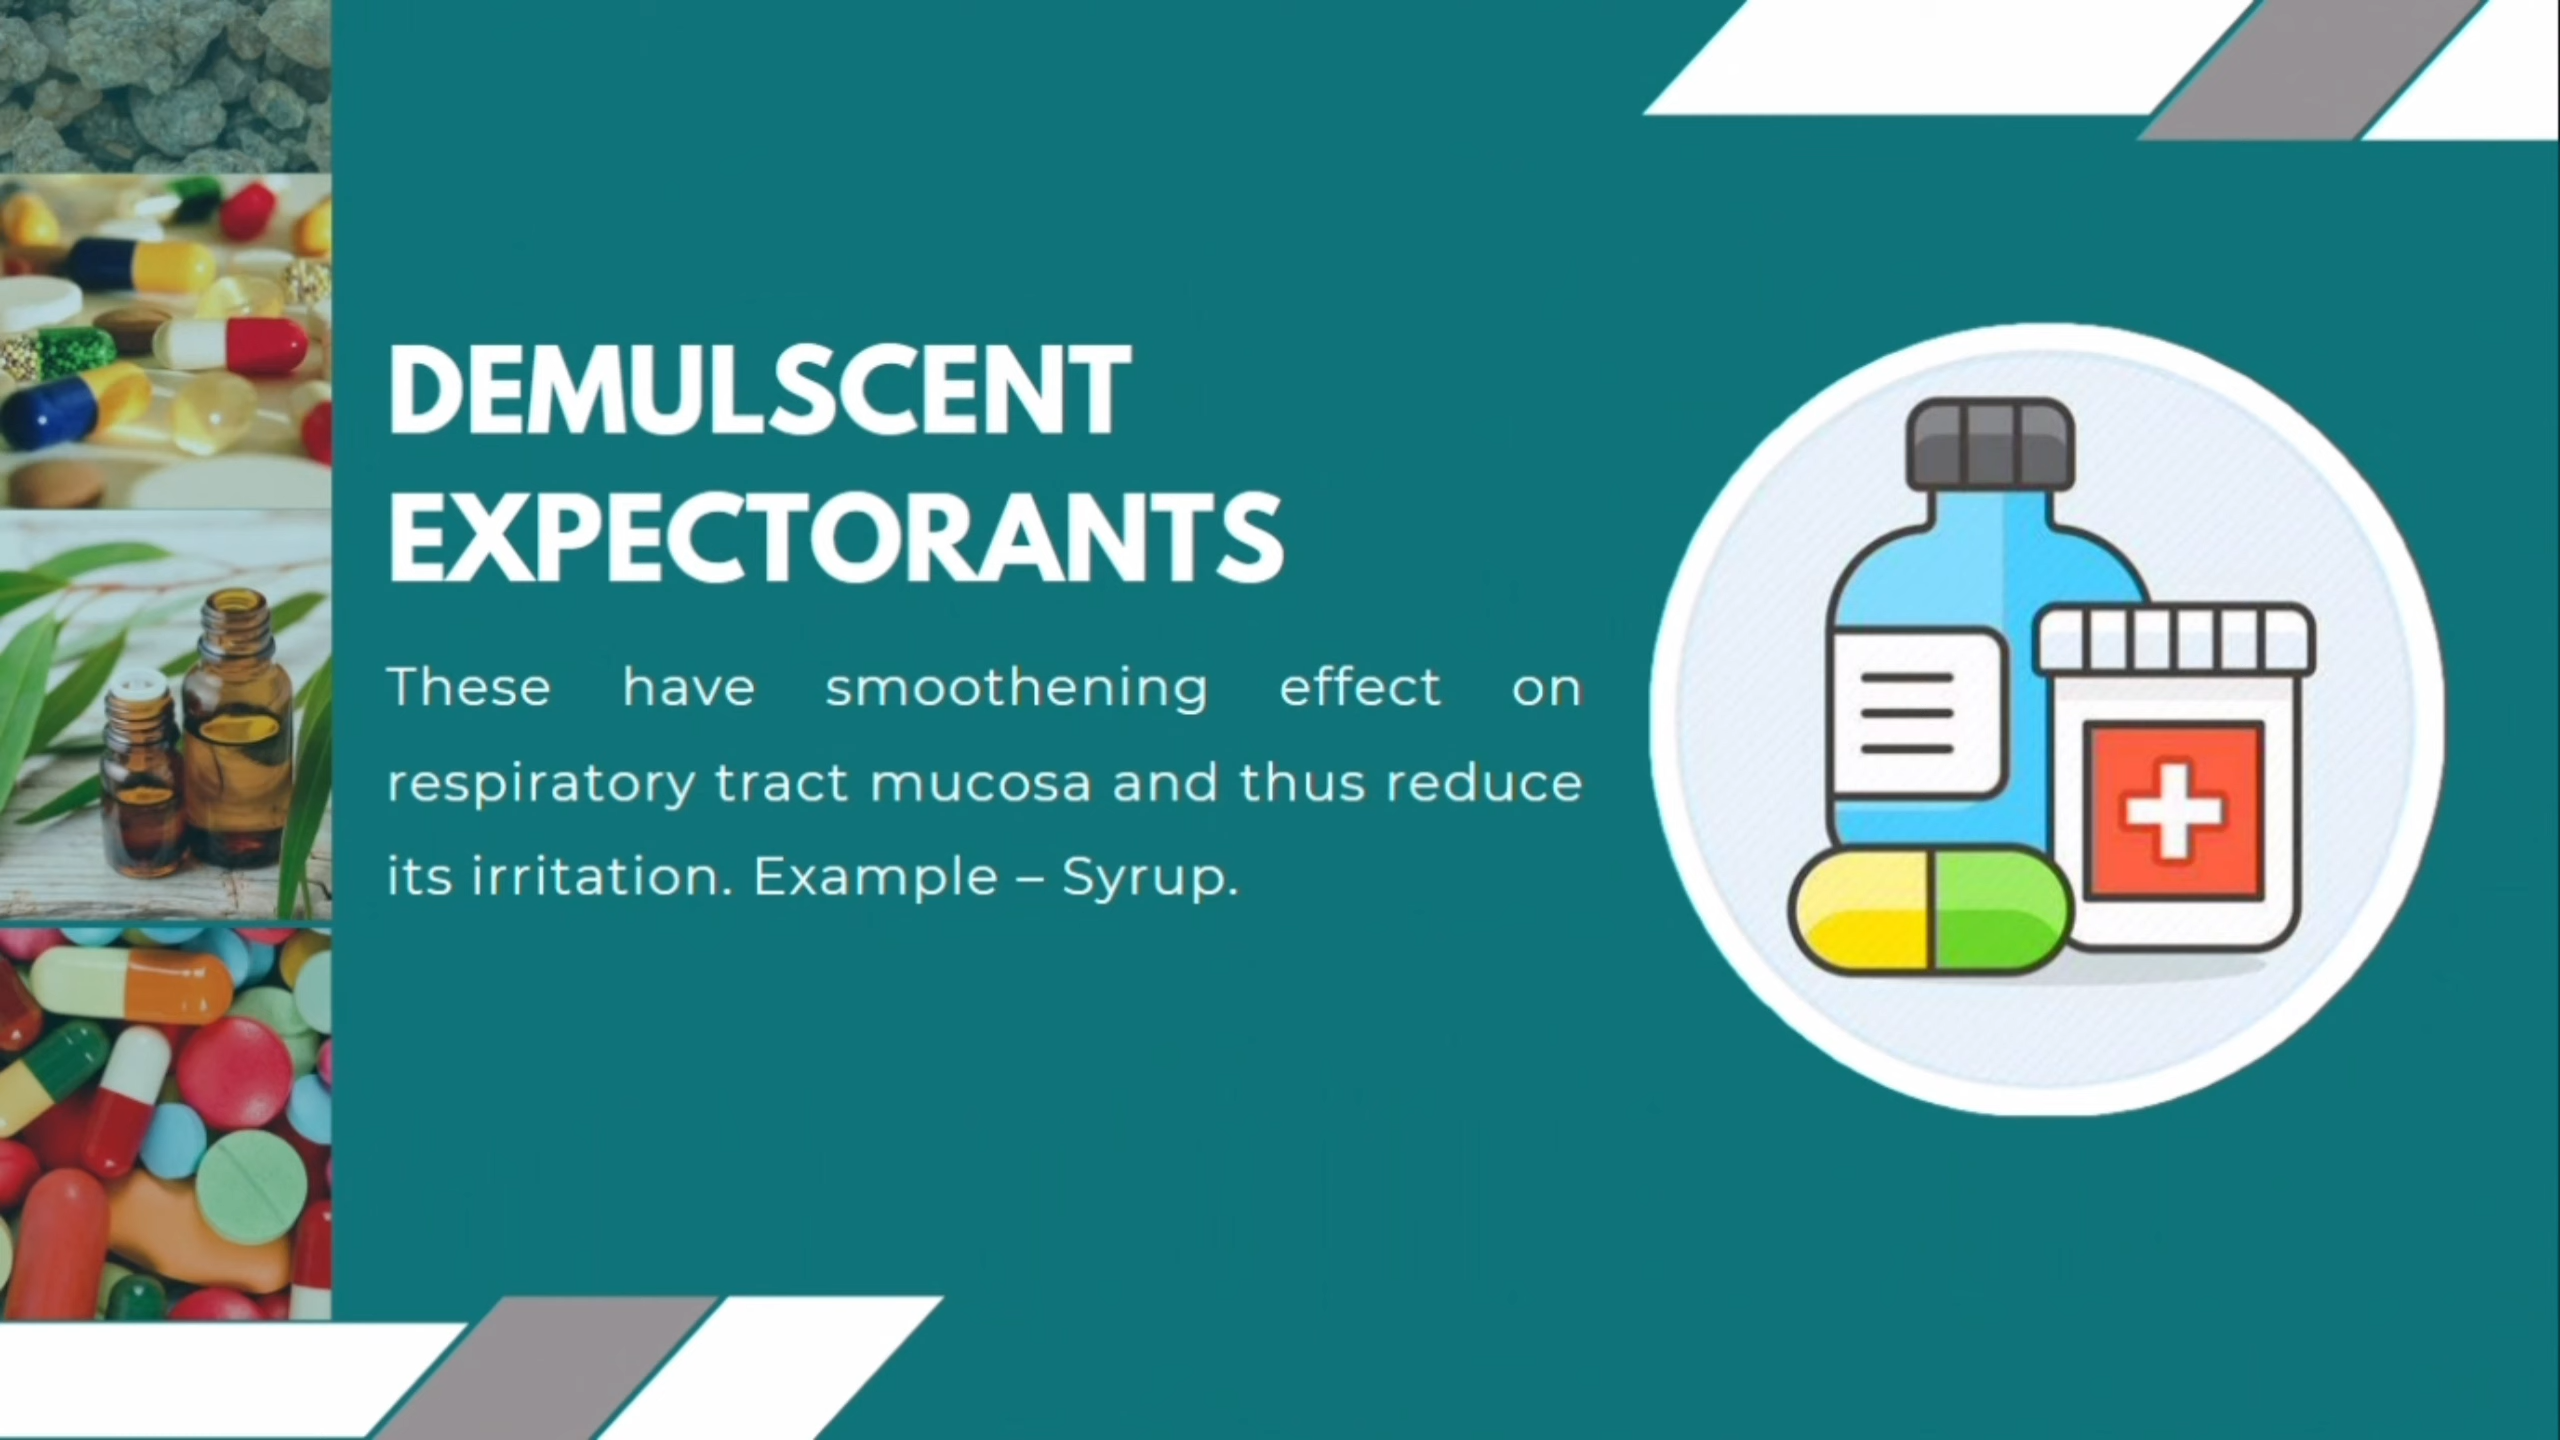 DEMULSCENT
EXPECTORANTS
These have smoothening effect on
respiratory tract mucosa and thus reduce
its irritation. Example – Syrup.